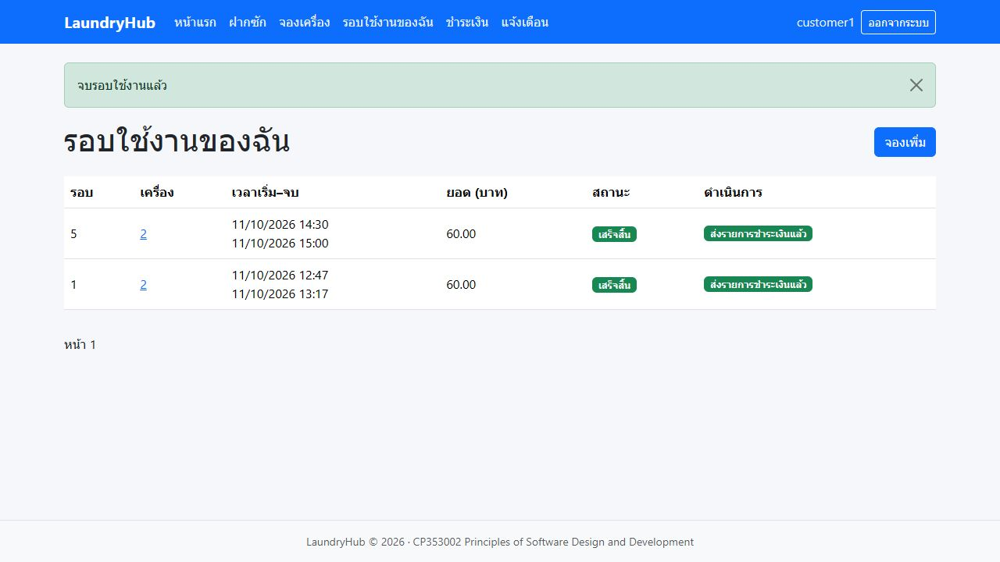 LaundryHub หน้าแรก ฝากซัก จองเครื่อง รอบใช้งานของฉัน ชำระเงิน แจ้งเตือน customer1 ออกจากระบบ
จบรอบใช้งานแล้ว
รอบใช้งานของฉัน จองเพิ่ม
รอบ เครื่อง เวลาเริ่ม–จบ ยอด (บาท) สถานะ ดำเนินการ
5 2 11/10/2026 14:30 60.00 เสร็จสิ้น ส่งรายการชำระเงินแล้ว
11/10/2026 15:00
1 2 11/10/2026 12:47 60.00 เสร็จสิ้น ส่งรายการชำระเงินแล้ว
11/10/2026 13:17
หน้า 1
LaundryHub © 2026 · CP353002 Principles of Software Design and Development